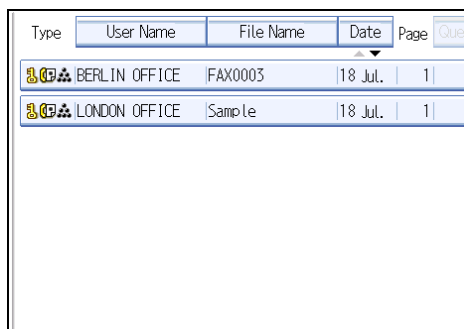 Type User Name File Name Date Page Que
BERLIN OFFICE FAX0003 18 Jul. 1
LONDON OFFICE Sample 18 Jul. 1